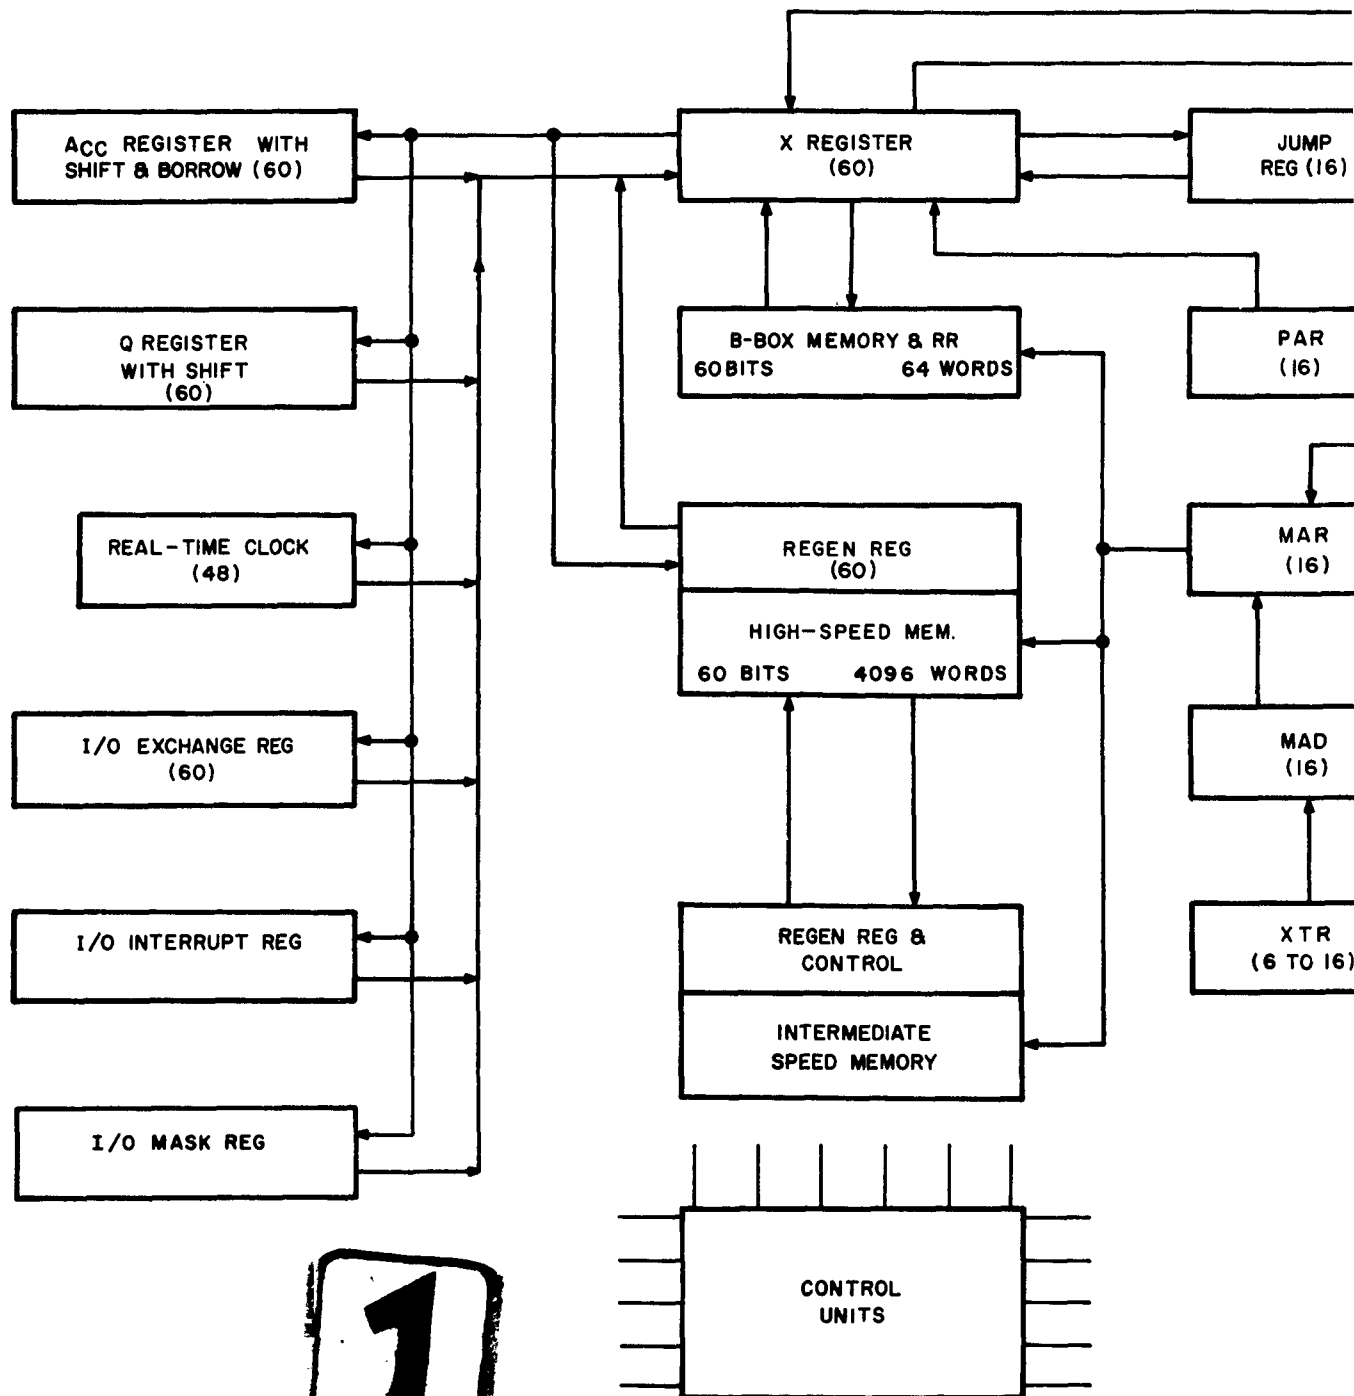 ACC REGISTER WITH
SHIFT & BORROW (60)
X REGISTER
(60)
JUMP
REG (16)
Q REGISTER
WITH SHIFT
(60)
B-BOX MEMORY & RR
60 BITS 64 WORDS
PAR
(16)
REAL-TIME CLOCK
(48)
REGEN REG
(60)
HIGH-SPEED MEM.
60 BITS 4096 WORDS
MAR
(16)
I/O EXCHANGE REG
(60)
MAD
(16)
I/O INTERRUPT REG
REGEN REG &
CONTROL
INTERMEDIATE
SPEED MEMORY
XTR
(6 TO 16)
I/O MASK REG
CONTROL
UNITS
1